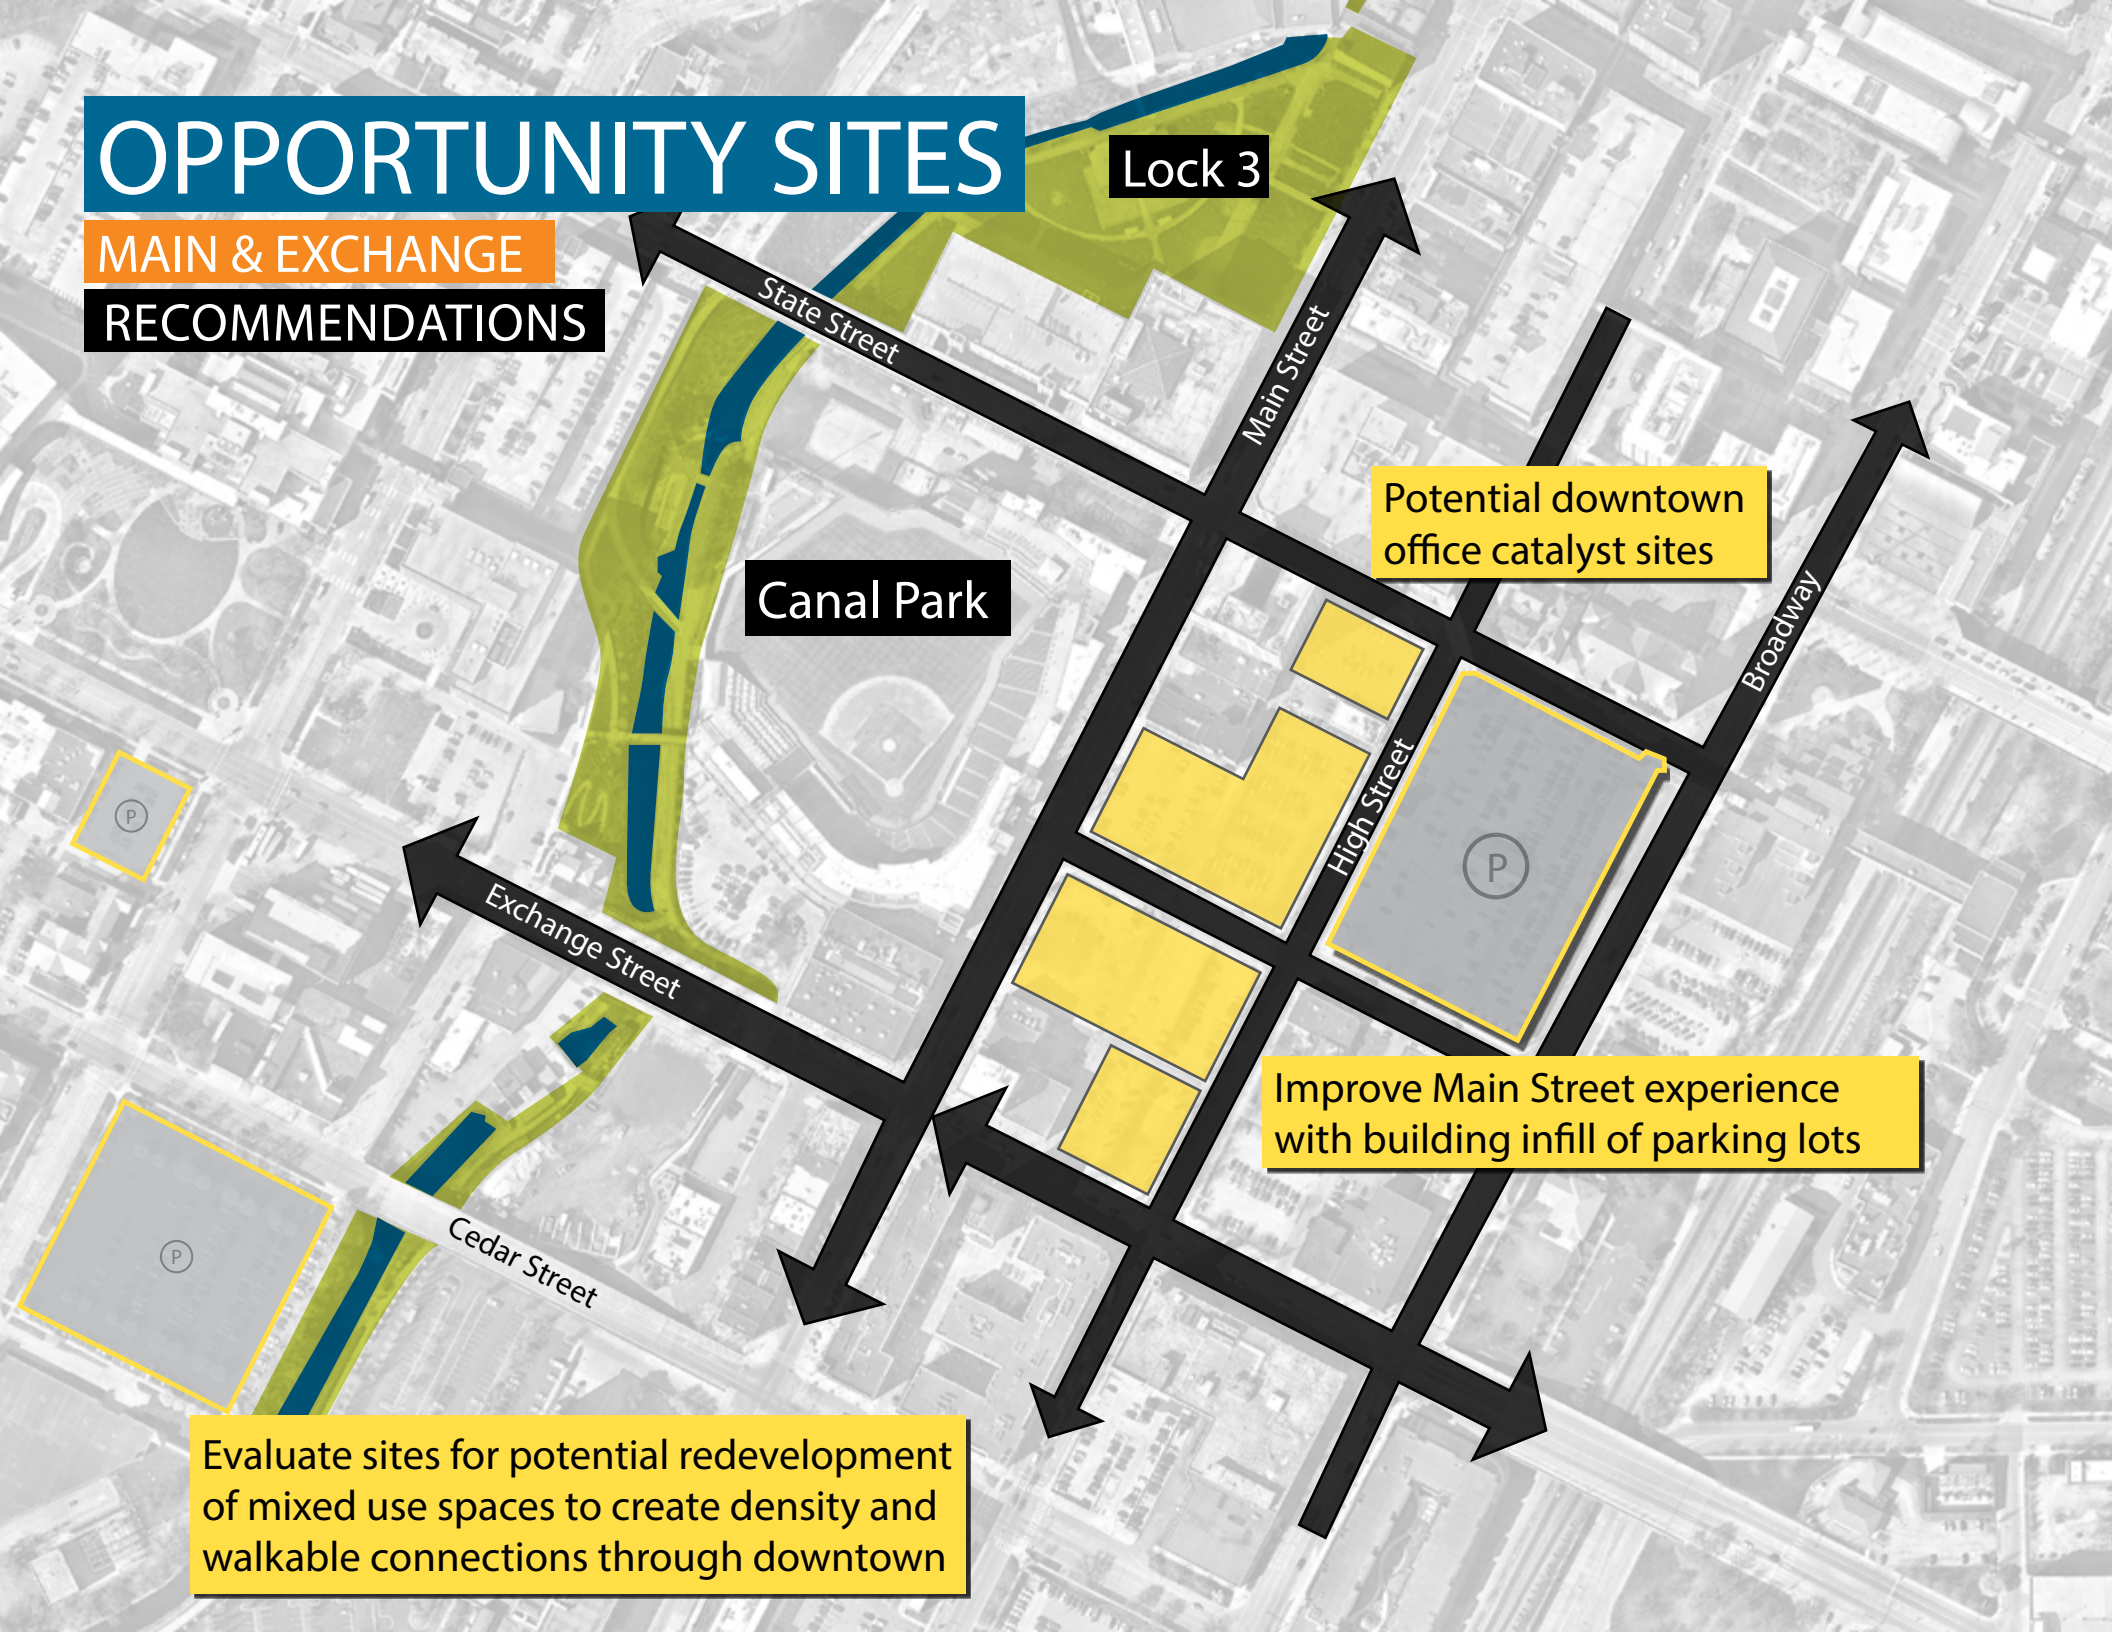 OPPORTUNITY SITES
MAIN & EXCHANGE
RECOMMENDATIONS
Lock 3
State Street
Main Street
Potential downtown
office catalyst sites
Canal Park
Broadway
High Street
P
P
Exchange Street
Improve Main Street experience
with building infill of parking lots
P
Cedar Street
Evaluate sites for potential redevelopment
of mixed use spaces to create density and
walkable connections through downtown